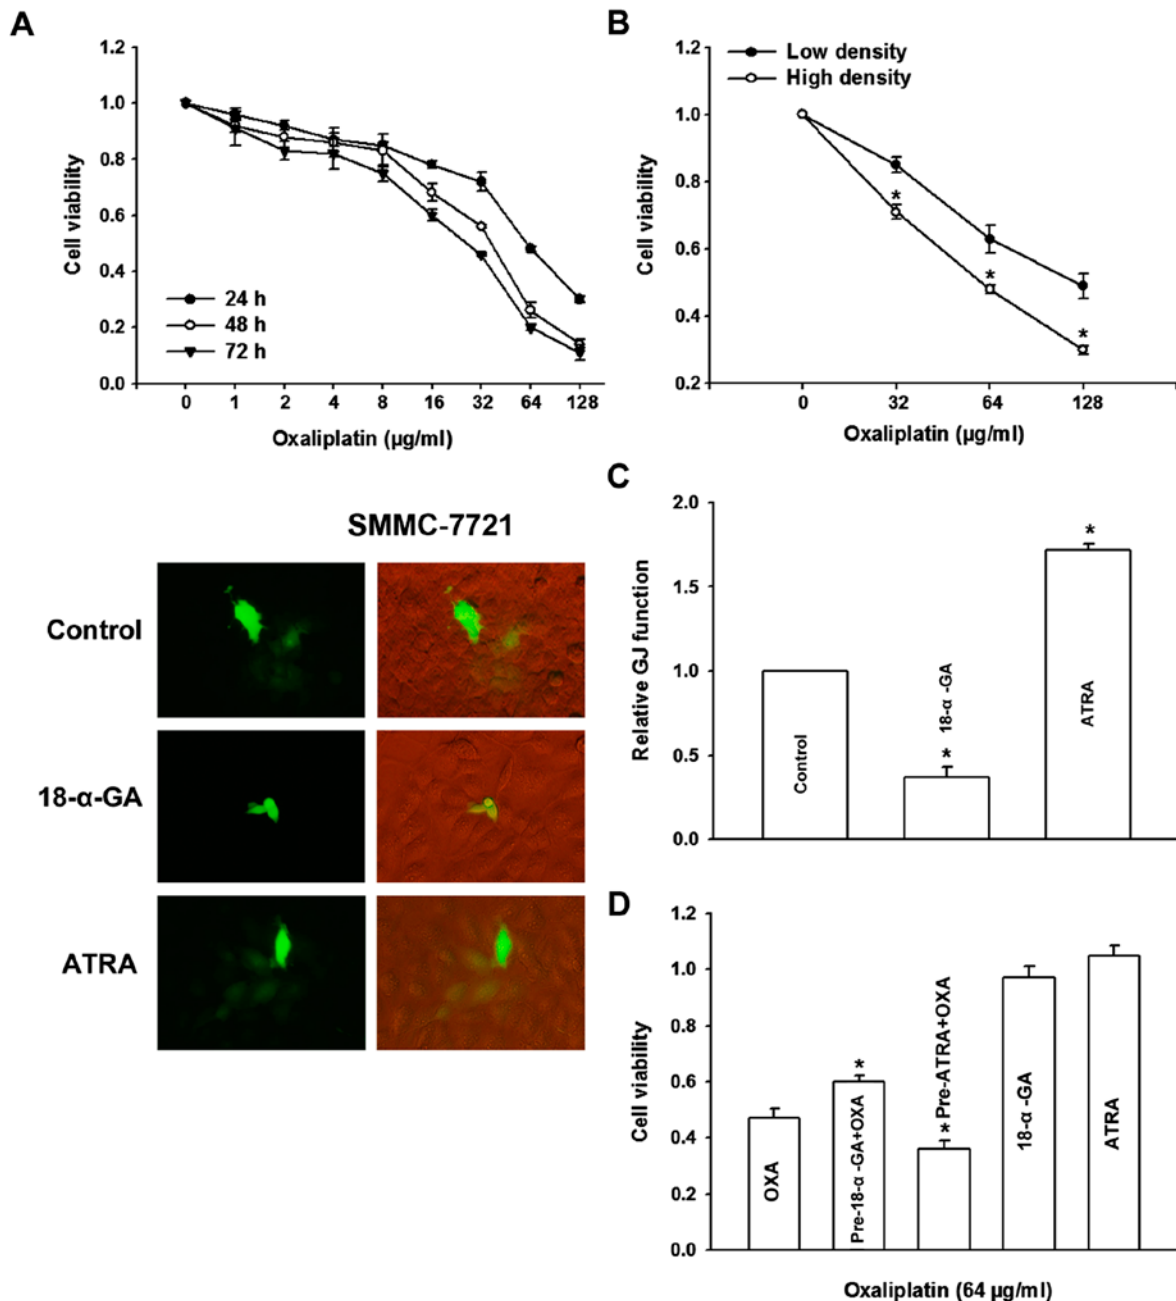 A
1.2
1.0
0.8
0.6
0.4
0.2
0.0
Cell viability
24 h
48 h
72 h
0 1 2 4 8 16 32 64 128
Oxaliplatin (µg/ml)
B
1.2
1.0
0.8
0.6
0.4
0.2
Cell viability
Low density
High density
*
*
*
0 32 64 128
Oxaliplatin (µg/ml)
SMMC-7721
Control
18-α-GA
ATRA
C
2.0
1.5
1.0
0.5
0.0
Relative GJ function
Control
* 18-α -GA
*
ATRA
D
1.2
1.0
0.8
0.6
0.4
0.2
0.0
Cell viability
OXA
*
Pre-18-α -GA+OXA
* Pre-ATRA+OXA
18-α -GA
ATRA
Oxaliplatin (64 µg/ml)